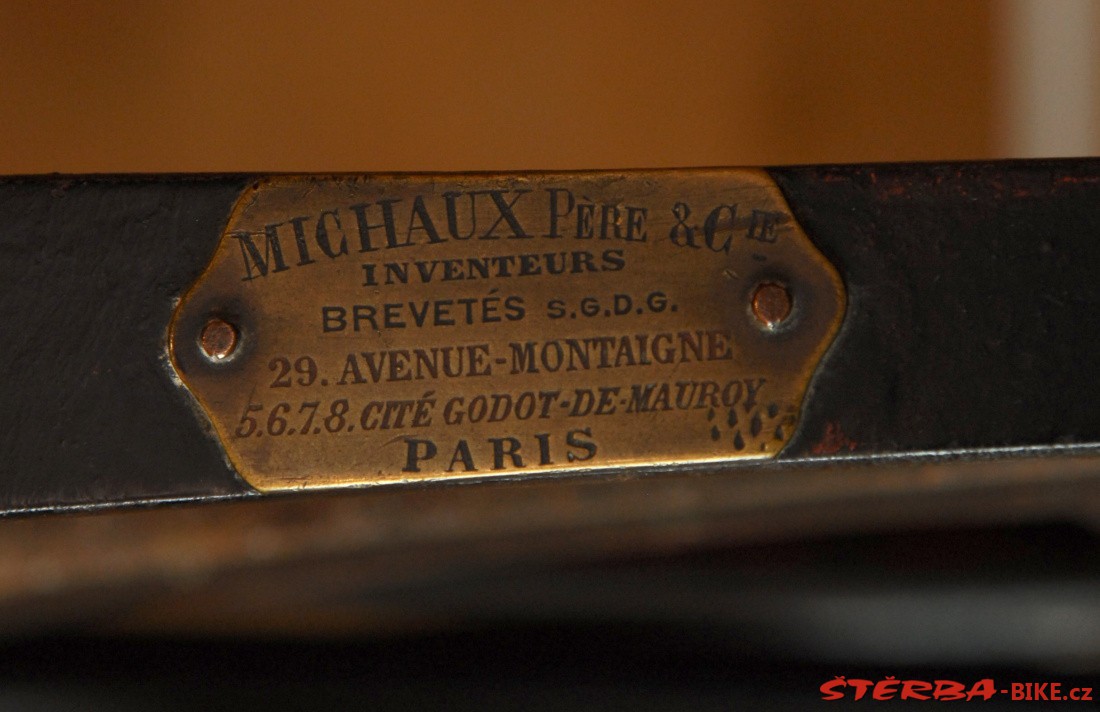 MICHAUX PÈRE & CIE
INVENTEURS
BREVETÉS S.G.D.G.
29. AVENUE-MONTAIGNE
5.6.7.8. CITÉ GODOT-DE-MAUROY
PARIS
ŠTĚRBA-BIKE.cz